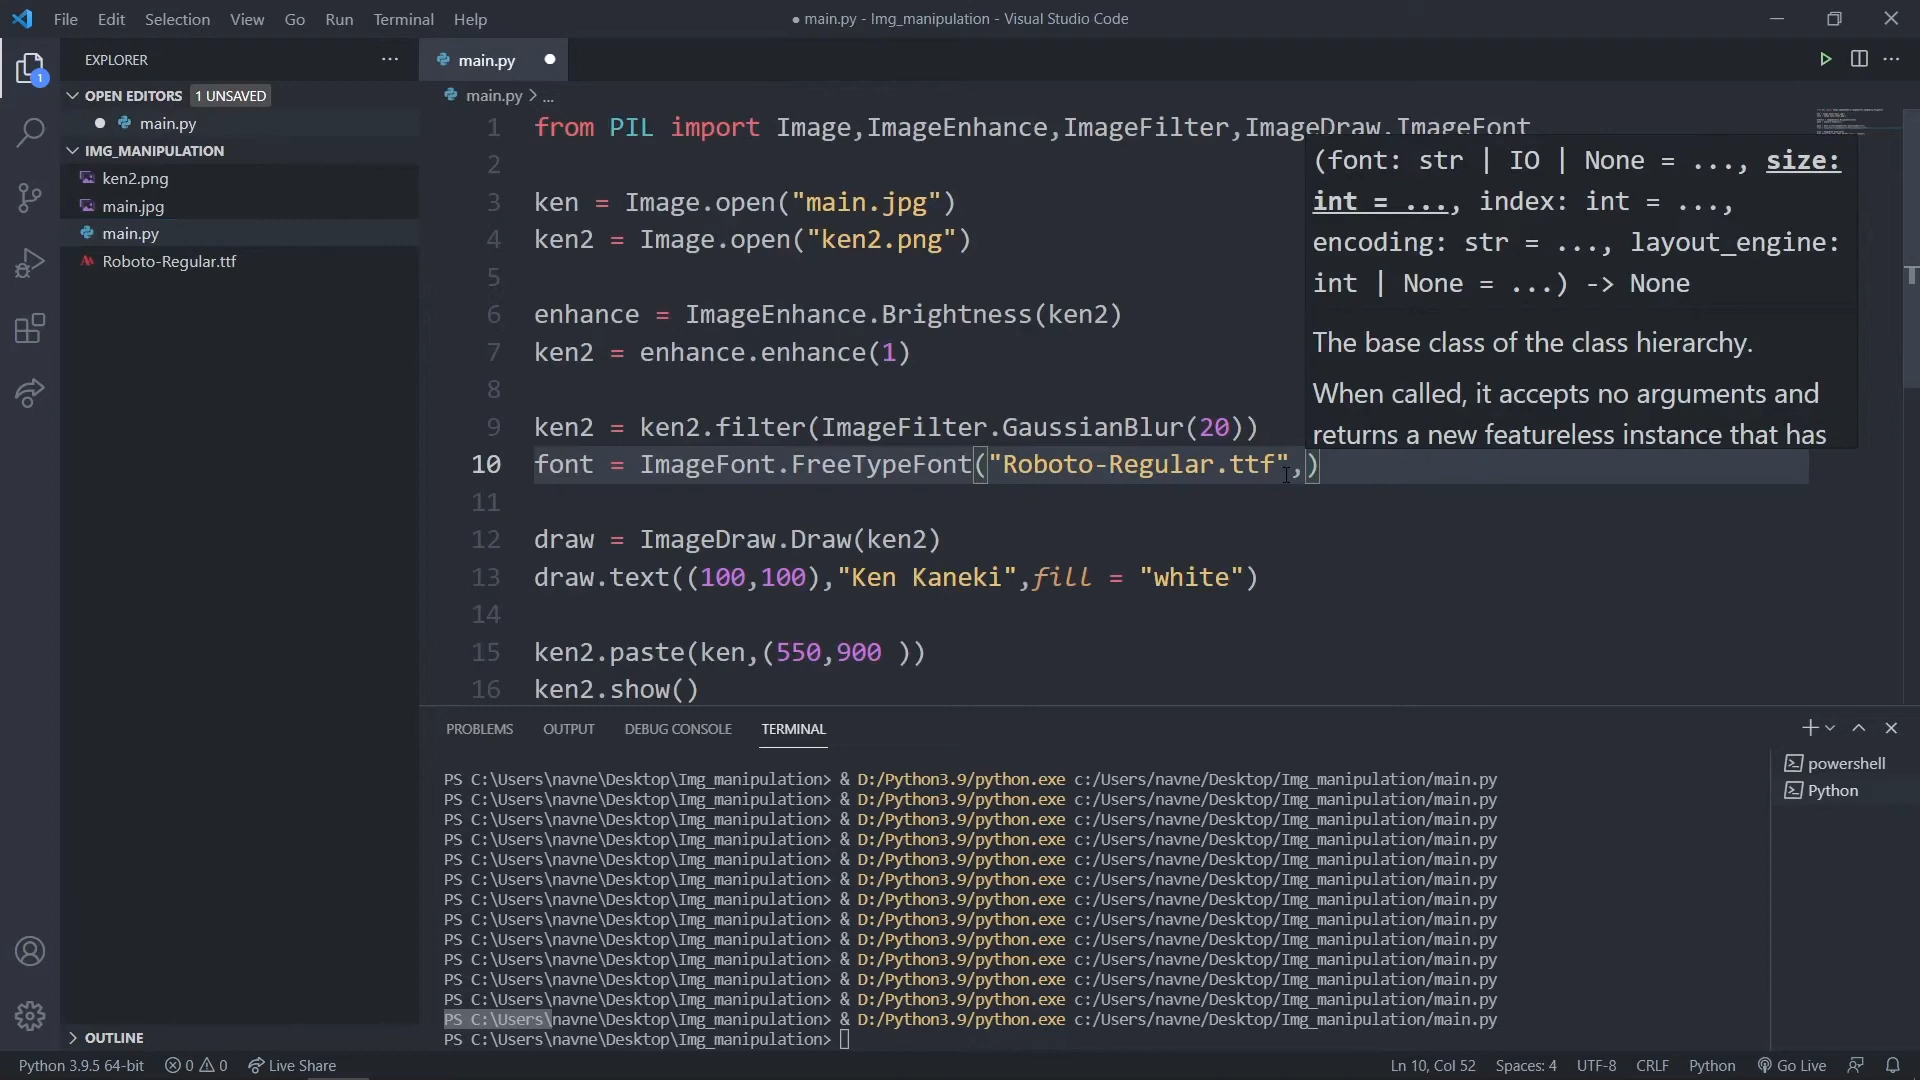 File Edit Selection View Go Run Terminal Help
● main.py - Img_manipulation - Visual Studio Code
EXPLORER
OPEN EDITORS 1 UNSAVED
main.py
IMG_MANIPULATION
ken2.png
main.jpg
main.py
Roboto-Regular.ttf
OUTLINE
1
main.py
main.py > ...
1 from PIL import Image,ImageEnhance,ImageFilter,ImageDraw,ImageFont
2
3 ken = Image.open("main.jpg")
4 ken2 = Image.open("ken2.png")
5
6 enhance = ImageEnhance.Brightness(ken2)
7 ken2 = enhance.enhance(1)
8
9 ken2 = ken2.filter(ImageFilter.GaussianBlur(20))
10 font = ImageFont.FreeTypeFont("Roboto-Regular.ttf",)
11
12 draw = ImageDraw.Draw(ken2)
13 draw.text((100,100),"Ken Kaneki",fill = "white")
14
15 ken2.paste(ken,(550,900 ))
16 ken2.show()
(font: str | IO | None = ..., size:
int = ..., index: int = ...,
encoding: str = ..., layout_engine:
int | None = ...) -> None
The base class of the class hierarchy.
When called, it accepts no arguments and
returns a new featureless instance that has
PROBLEMS OUTPUT DEBUG CONSOLE TERMINAL
PS C:\Users\navne\Desktop\Img_manipulation> & D:/Python3.9/python.exe c:/Users/navne/Desktop/Img_manipulation/main.py
PS C:\Users\navne\Desktop\Img_manipulation> & D:/Python3.9/python.exe c:/Users/navne/Desktop/Img_manipulation/main.py
PS C:\Users\navne\Desktop\Img_manipulation> & D:/Python3.9/python.exe c:/Users/navne/Desktop/Img_manipulation/main.py
PS C:\Users\navne\Desktop\Img_manipulation> & D:/Python3.9/python.exe c:/Users/navne/Desktop/Img_manipulation/main.py
PS C:\Users\navne\Desktop\Img_manipulation> & D:/Python3.9/python.exe c:/Users/navne/Desktop/Img_manipulation/main.py
PS C:\Users\navne\Desktop\Img_manipulation> & D:/Python3.9/python.exe c:/Users/navne/Desktop/Img_manipulation/main.py
PS C:\Users\navne\Desktop\Img_manipulation> & D:/Python3.9/python.exe c:/Users/navne/Desktop/Img_manipulation/main.py
PS C:\Users\navne\Desktop\Img_manipulation> & D:/Python3.9/python.exe c:/Users/navne/Desktop/Img_manipulation/main.py
PS C:\Users\navne\Desktop\Img_manipulation> & D:/Python3.9/python.exe c:/Users/navne/Desktop/Img_manipulation/main.py
PS C:\Users\navne\Desktop\Img_manipulation> & D:/Python3.9/python.exe c:/Users/navne/Desktop/Img_manipulation/main.py
PS C:\Users\navne\Desktop\Img_manipulation> & D:/Python3.9/python.exe c:/Users/navne/Desktop/Img_manipulation/main.py
PS C:\Users\navne\Desktop\Img_manipulation> & D:/Python3.9/python.exe c:/Users/navne/Desktop/Img_manipulation/main.py
PS C:\Users\navne\Desktop\Img_manipulation> & D:/Python3.9/python.exe c:/Users/navne/Desktop/Img_manipulation/main.py
PS C:\Users\navne\Desktop\Img_manipulation>
powershell
Python
Python 3.9.5 64-bit 0 0 Live Share
Ln 10, Col 52 Spaces: 4 UTF-8 CRLF Python Go Live